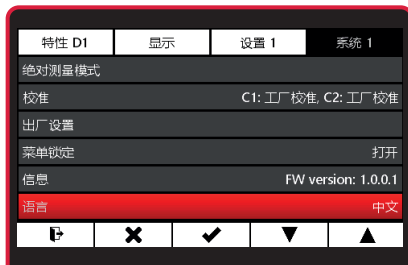 特性 D1 显示 设置 1 系统 1
绝对测量模式
校准 C1: 工厂校准, C2: 工厂校准
出厂设置
菜单锁定 打开
信息 FW version: 1.0.0.1
语言 中文